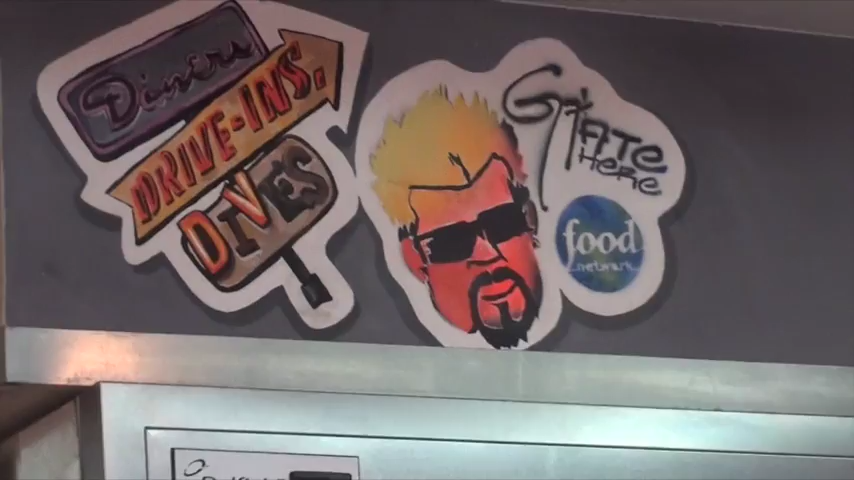 Diners
DRIVE-INS,
DIVES
Guy
ATE
HERE
food
network